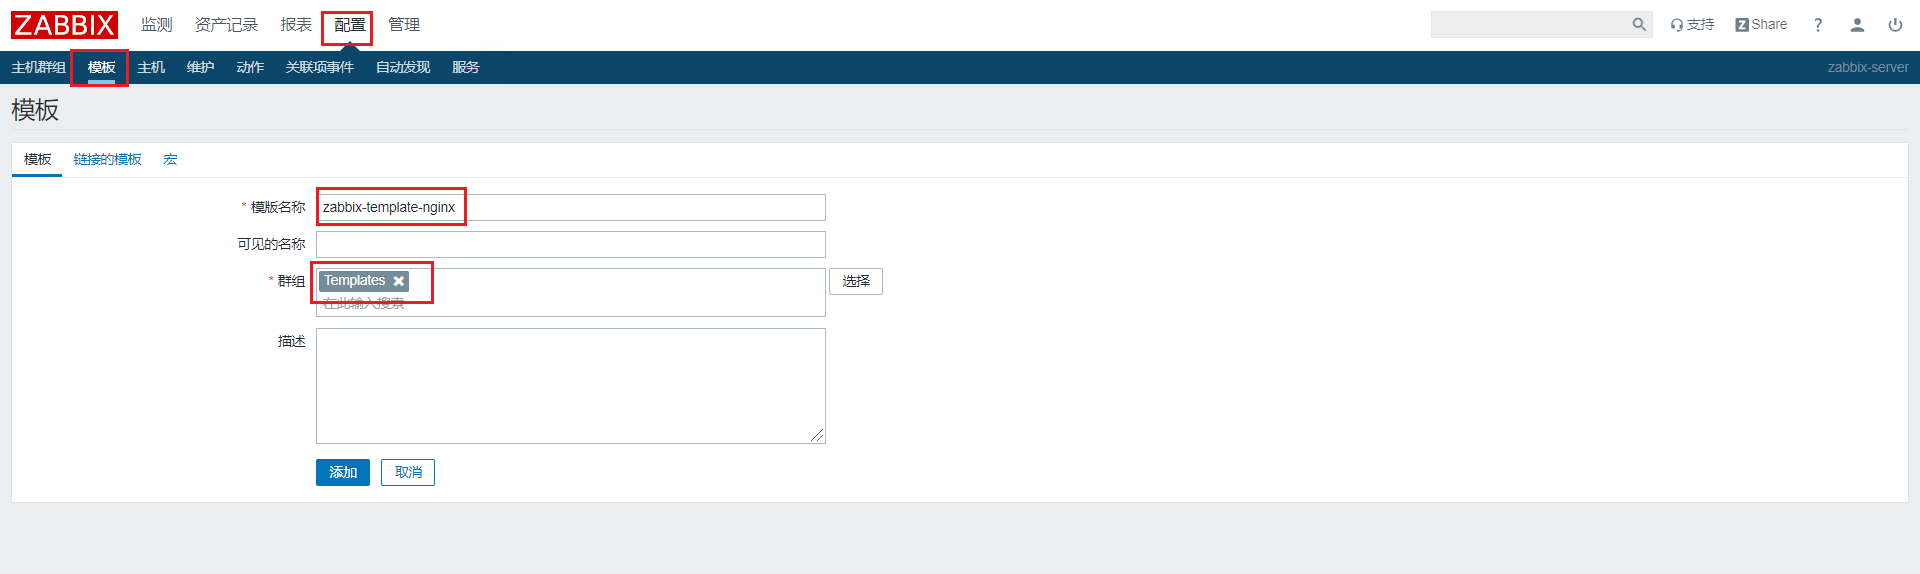 ZABBIX 监测 资产记录 报表 配置 管理 支持 Z Share ?
主机群组 模板 主机 维护 动作 关联项事件 自动发现 服务 zabbix-server
模板
模板 链接的模板 宏
* 模版名称 zabbix-template-nginx
可见的名称
* 群组 Templates 选择
在此输入搜索
描述
添加 取消